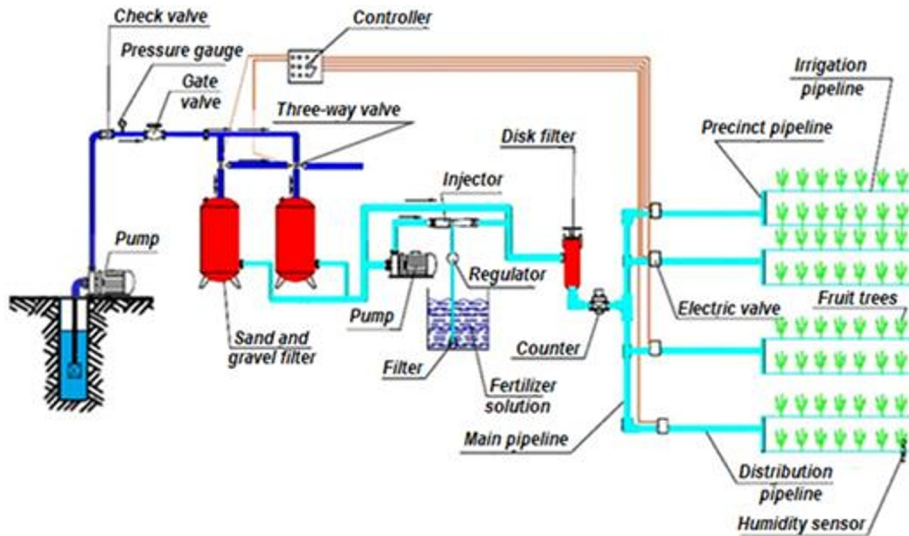 Check valve
Controller
Pressure gauge
Gate
valve
Irrigation
pipeline
Three-way valve
Precinct pipeline
Disk filter
Injector
Pump
Regulator
Electric valve
Fruit trees
Pump
Sand and
gravel filter
Counter
Filter
Fertilizer
solution
Main pipeline
Distribution
pipeline
Humidity sensor